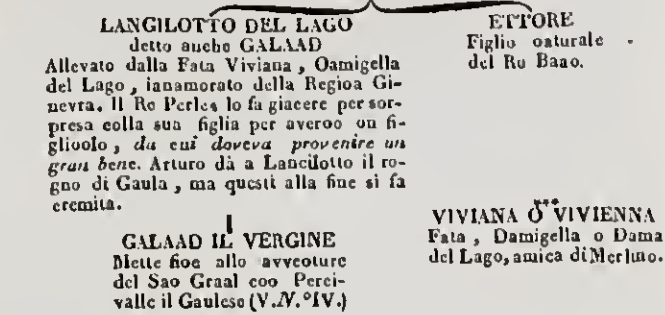 LANGILOTTO DEL LAGO
detto anche GALAAD
Allevato dalla Fata Viviana, Damigella
del Lago, innamorato della Regina Gi-
nevra. Il Re Perles lo fa giacere per sor-
presa colla sua figlia per averne un fi-
gliuolo, da cui doveva provenire un
gran bene. Arturo dà a Lancilotto il re-
gno di Gaula, ma questi alla fine si fa
eremita.
GALAAD IL VERGINE
Mette fine alle avventure
del San Graal con Perci-
valle il Gaulese (V.N.°IV.)
ETTORE
Figlio naturale
del Re Bano.
VIVIANA O VIVIENNA
Fata, Damigella o Dama
del Lago, amica di Merlino.